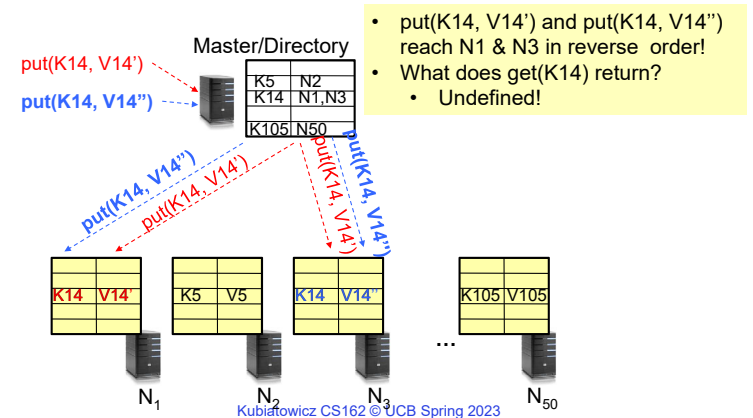 • put(K14, V14’) and put(K14, V14’’) reach N1 & N3 in reverse order!
• What does get(K14) return?
• Undefined!
Master/Directory
put(K14, V14’)
put(K14, V14’’)
K5 N2
K14 N1,N3
K105 N50
put(K14, V14’’)
put(K14, V14’)
put(K14, V14’)
put(K14, V14’’)
K14 V14’
K5 V5
K14 V14’’
K105 V105
…
N1
N2
N3
N50
Kubiatowicz CS162 © UCB Spring 2023